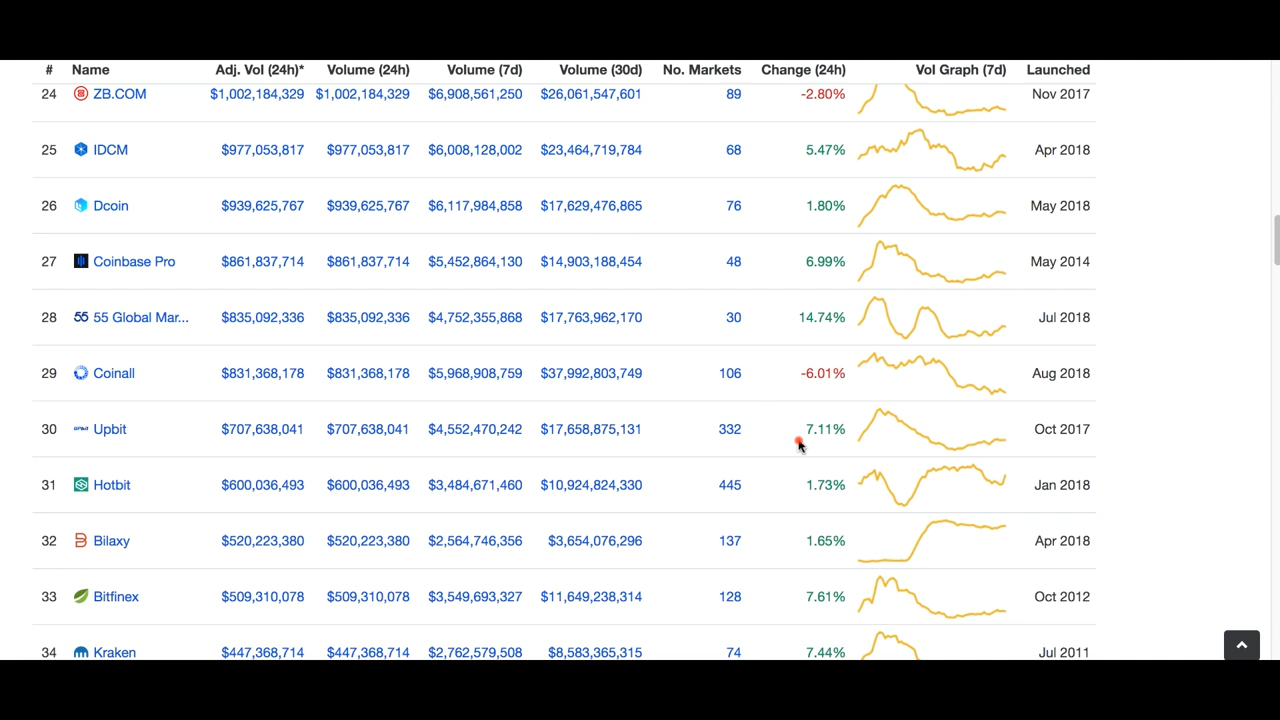 # Name Adj. Vol (24h)* Volume (24h) Volume (7d) Volume (30d) No. Markets Change (24h) Vol Graph (7d) Launched
24 ZB.COM $1,002,184,329 $1,002,184,329 $6,908,561,250 $26,061,547,601 89 -2.80% Nov 2017
25 IDCM $977,053,817 $977,053,817 $6,008,128,002 $23,464,719,784 68 5.47% Apr 2018
26 Dcoin $939,625,767 $939,625,767 $6,117,984,858 $17,629,476,865 76 1.80% May 2018
27 Coinbase Pro $861,837,714 $861,837,714 $5,452,864,130 $14,903,188,454 48 6.99% May 2014
28 55 55 Global Mar... $835,092,336 $835,092,336 $4,752,355,868 $17,763,962,170 30 14.74% Jul 2018
29 Coinall $831,368,178 $831,368,178 $5,968,908,759 $37,992,803,749 106 -6.01% Aug 2018
30 Upbit $707,638,041 $707,638,041 $4,552,470,242 $17,658,875,131 332 7.11% Oct 2017
31 Hotbit $600,036,493 $600,036,493 $3,484,671,460 $10,924,824,330 445 1.73% Jan 2018
32 Bilaxy $520,223,380 $520,223,380 $2,564,746,356 $3,654,076,296 137 1.65% Apr 2018
33 Bitfinex $509,310,078 $509,310,078 $3,549,693,327 $11,649,238,314 128 7.61% Oct 2012
34 Kraken $447,368,714 $447,368,714 $2,762,579,508 $8,583,365,315 74 7.44% Jul 2011